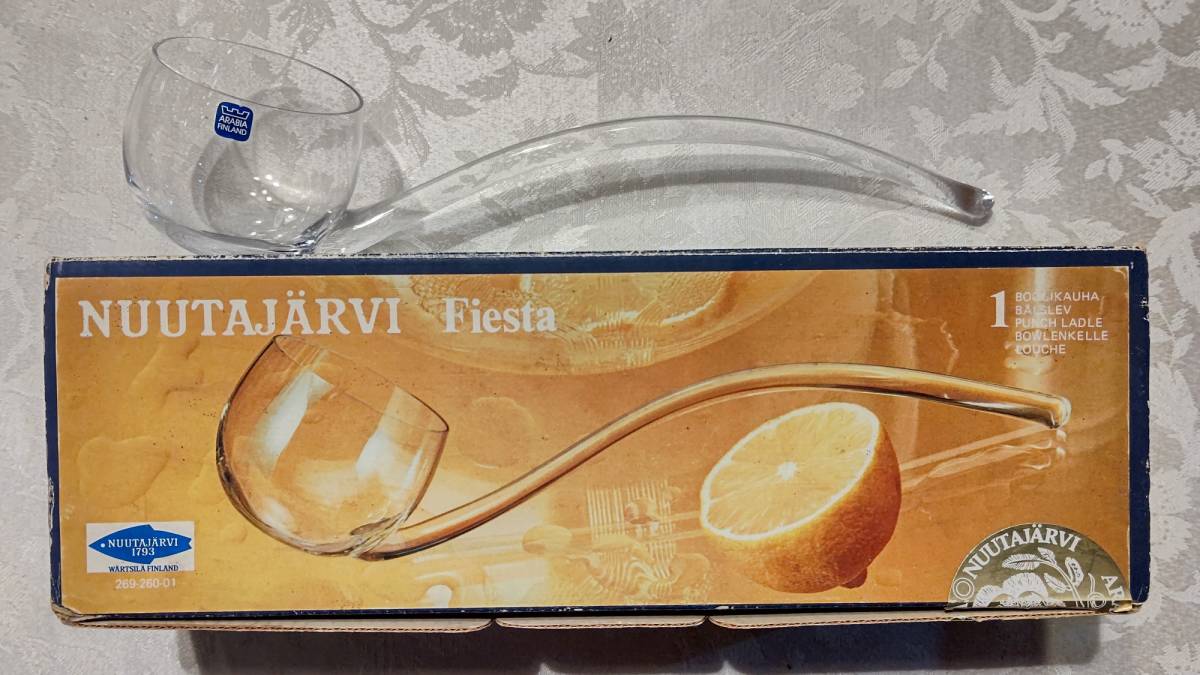 ARABIA
FINLAND
NUUTAJÄRVI Fiesta
1 BOOLIKAUHA
BÅLSLEV
PUNCH LADLE
BOWLENKELLE
LOUCHE
NUUTAJÄRVI
1793
WÄRTSILÄ FINLAND
269-260-01
NUUTAJÄRVI